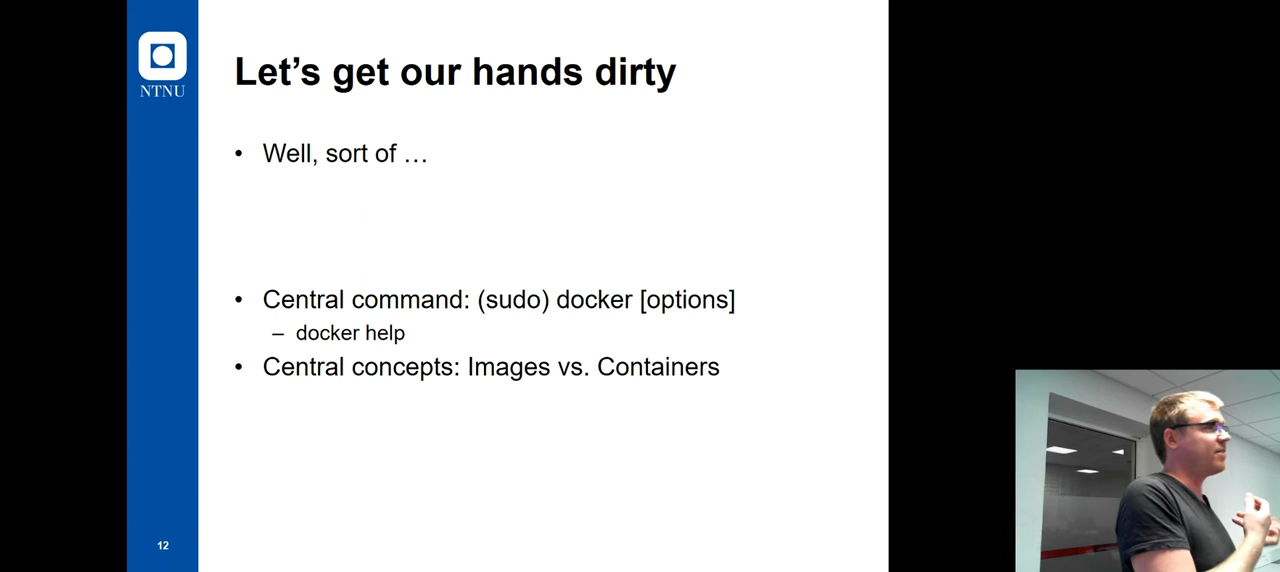 NTNU
Let’s get our hands dirty
• Well, sort of …
• Central command: (sudo) docker [options]
– docker help
• Central concepts: Images vs. Containers
12